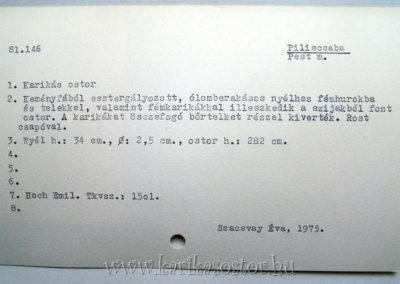 81.146
Piliscsaba
Pest m.
1. Karikás ostor
2. Keményfából esztergályozott, ólomberakásos nyélhez fémhurokba
és telekkel, valamint fémkarikákkal illeszkedik a szijakból font
ostor. A karikákat összefogó bőrtelket rézzel kiverték. Rost
csapóval.
3. Nyél h.: 34 cm., Ø: 2,5 cm., ostor h.: 282 cm.
4.
5.
6.
7. Hoch Emil. Tkvsz.: 15o1.
8.
Szacsvay Éva, 1975.
www.karikasostor.hu